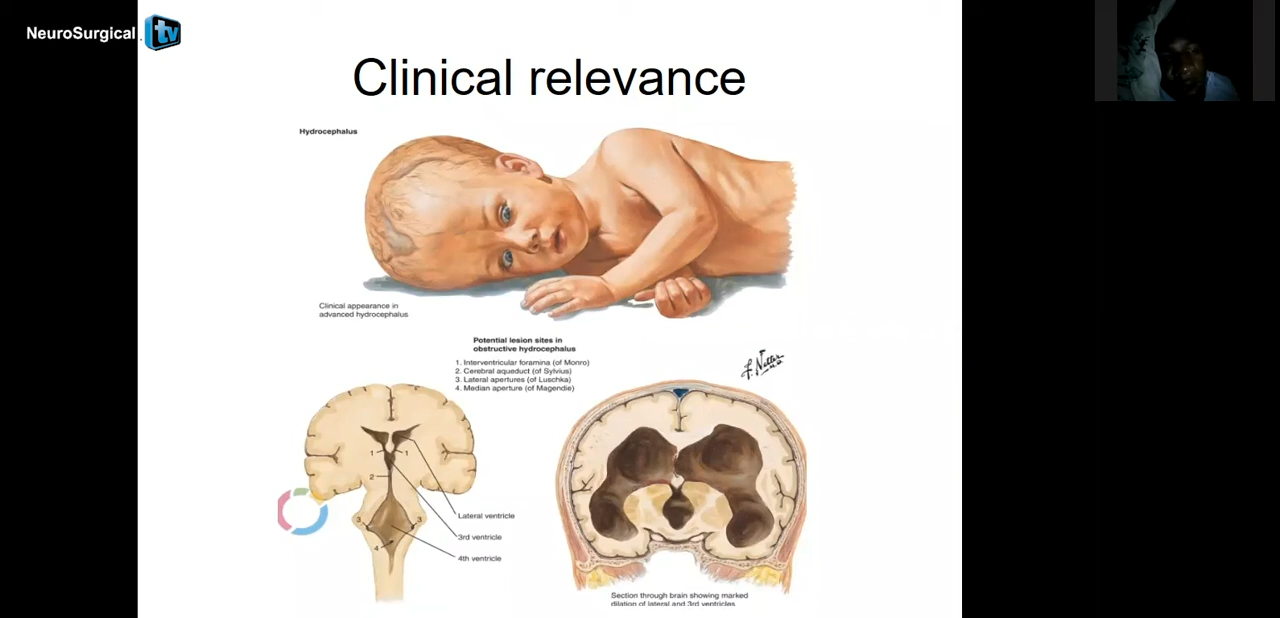 NeuroSurgical tv
Clinical relevance
Hydrocephalus
Clinical appearance in
advanced hydrocephalus
Potential lesion sites in
obstructive hydrocephalus
1. Interventricular foramina (of Monro)
2. Cerebral aqueduct (of Sylvius)
3. Lateral apertures (of Luschka)
4. Median aperture (of Magendie)
F. Netter
M.D.
1
1
2
3
3
4
Lateral ventricle
3rd ventricle
4th ventricle
Section through brain showing marked
dilation of lateral and 3rd ventricles